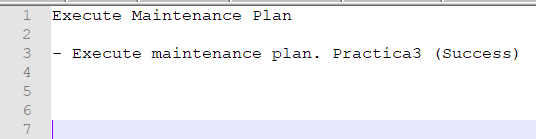 1 Execute Maintenance Plan
2
3 - Execute maintenance plan. Practica3 (Success)
4
5
6
7